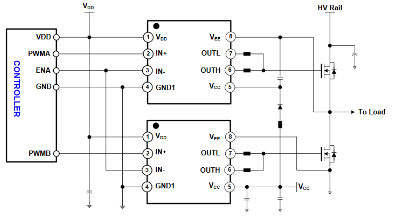 VDD
HV Rail
CONTROLLER
VDD
PWMA
ENA
GND
PWMB
1 VDD
2 IN+
3 IN-
4 GND1
VEE 8
OUTL 7
OUTH 6
VCC 5
To Load
1 VDD
2 IN+
3 IN-
4 GND1
VEE 8
OUTL 7
OUTH 6
VCC 5
VCC